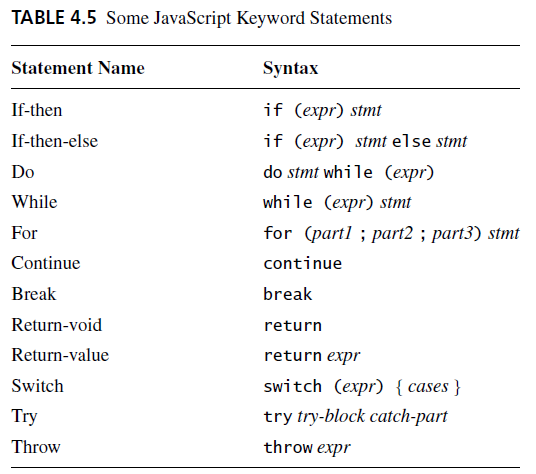 TABLE 4.5 Some JavaScript Keyword Statements
Statement Name Syntax
If-then if (expr) stmt
If-then-else if (expr) stmt else stmt
Do do stmt while (expr)
While while (expr) stmt
For for (part1 ; part2 ; part3) stmt
Continue continue
Break break
Return-void return
Return-value return expr
Switch switch (expr) { cases }
Try try try-block catch-part
Throw throw expr